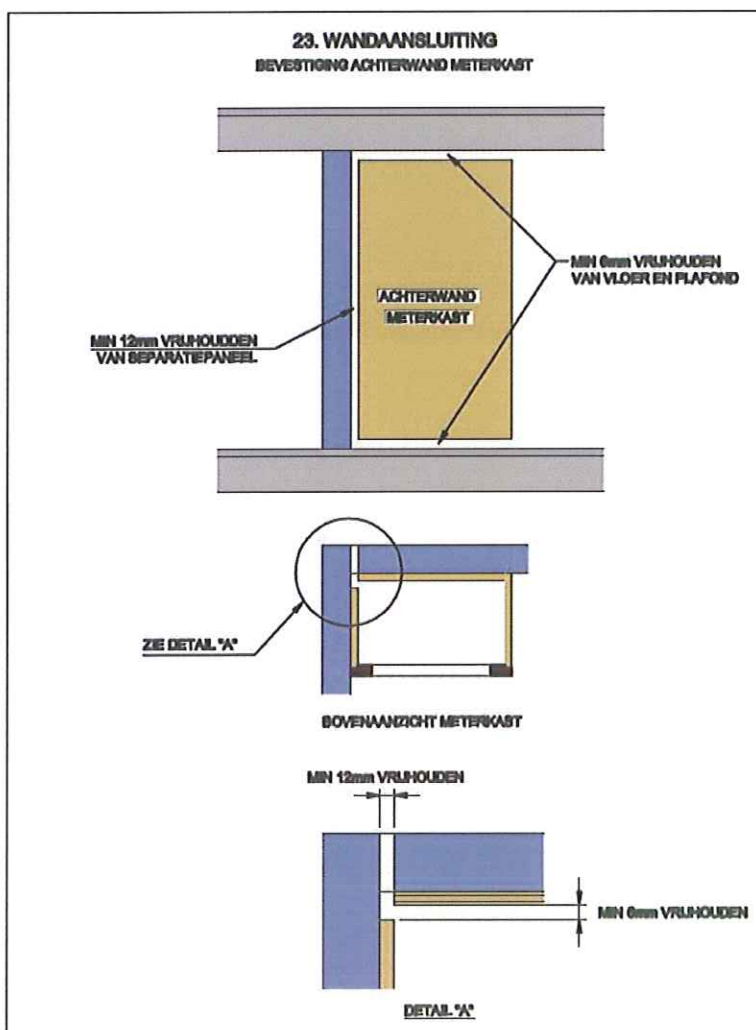 23. WANDAANSLUITING
BEVESTIGING ACHTERWAND METERKAST
MIN 6mm VRIJHOUDEN
VAN VLOER EN PLAFOND
ACHTERWAND
METERKAST
MIN 12mm VRIJHOUDDEN
VAN SEPARATIEPANEEL
ZIE DETAIL "A"
BOVENAANZICHT METERKAST
MIN 12mm VRIJHOUDEN
MIN 6mm VRIJHOUDEN
DETAIL "A"